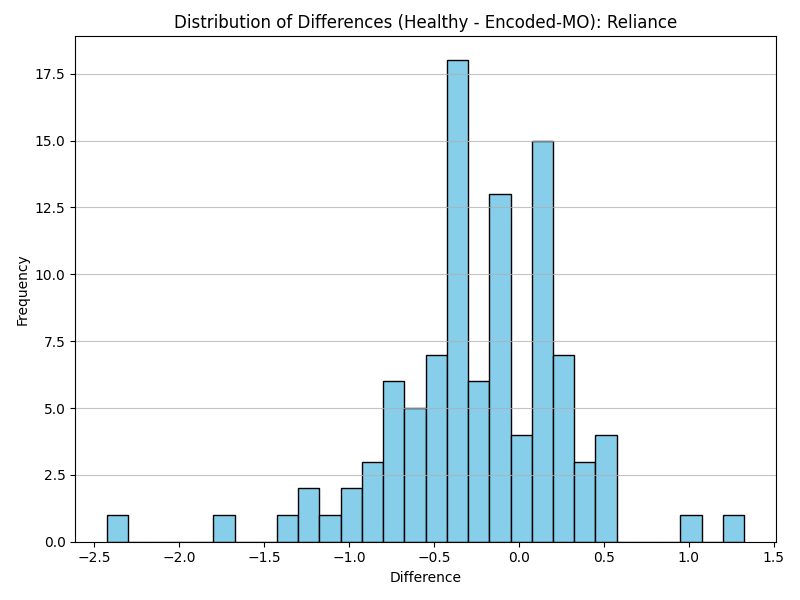 Distribution of Differences (Healthy - Encoded-MO): Reliance
17.5
15.0
12.5
10.0
7.5
5.0
2.5
0.0
Frequency
−2.5 −2.0 −1.5 −1.0 −0.5 0.0 0.5 1.0 1.5
Difference